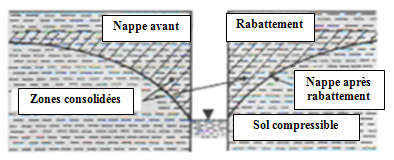 Nappe avant
Rabattement
Zones consolidées
Nappe après
rabattement
Sol compressible